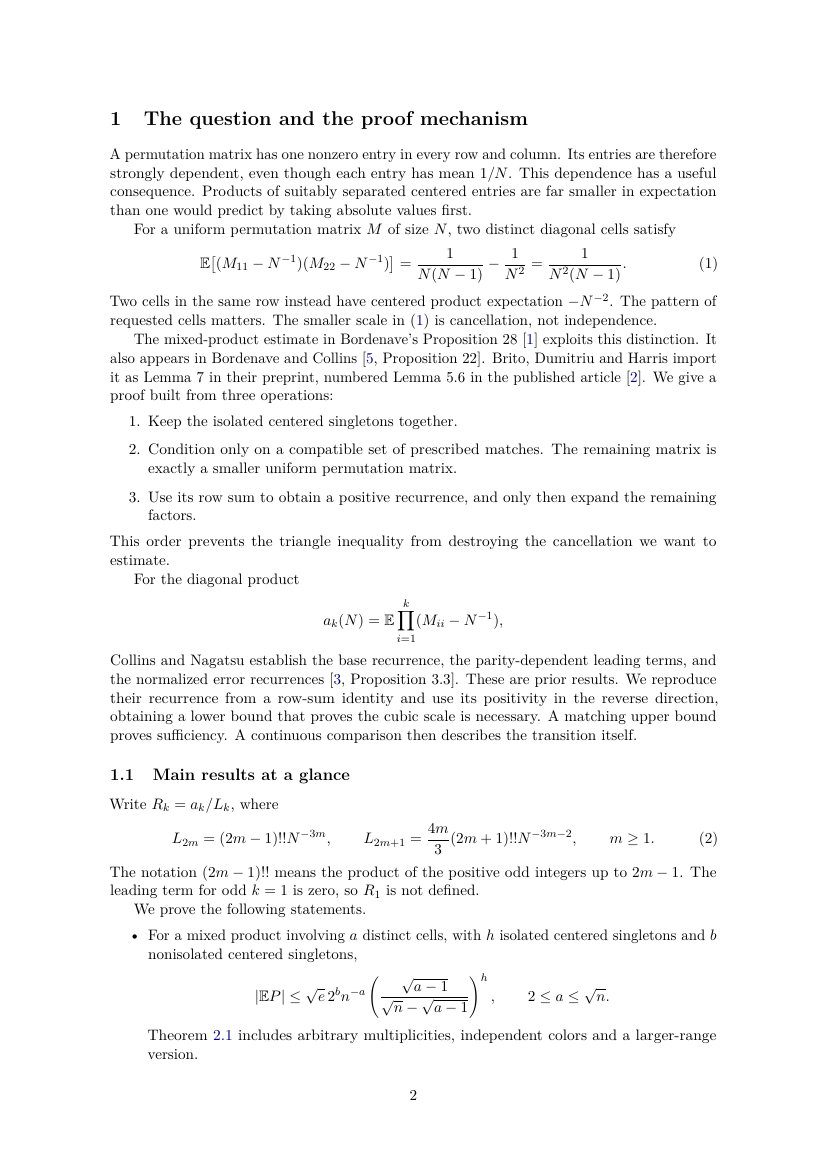 1 The question and the proof mechanism
A permutation matrix has one nonzero entry in every row and column. Its entries are therefore
strongly dependent, even though each entry has mean 1/N. This dependence has a useful
consequence. Products of suitably separated centered entries are far smaller in expectation
than one would predict by taking absolute values first.
For a uniform permutation matrix M of size N, two distinct diagonal cells satisfy
𝔼[(M₁₁ − N⁻¹)(M₂₂ − N⁻¹)] = 1/(N(N − 1)) − 1/N² = 1/(N²(N − 1)). (1)
Two cells in the same row instead have centered product expectation −N⁻². The pattern of
requested cells matters. The smaller scale in (1) is cancellation, not independence.
The mixed-product estimate in Bordenave's Proposition 28 [1] exploits this distinction. It
also appears in Bordenave and Collins [5, Proposition 22]. Brito, Dumitriu and Harris import
it as Lemma 7 in their preprint, numbered Lemma 5.6 in the published article [2]. We give a
proof built from three operations:
1. Keep the isolated centered singletons together.
2. Condition only on a compatible set of prescribed matches. The remaining matrix is
exactly a smaller uniform permutation matrix.
3. Use its row sum to obtain a positive recurrence, and only then expand the remaining
factors.
This order prevents the triangle inequality from destroying the cancellation we want to
estimate.
For the diagonal product
a_k(N) = 𝔼 ∏_{i=1}^{k} (M_{ii} − N⁻¹),
Collins and Nagatsu establish the base recurrence, the parity-dependent leading terms, and
the normalized error recurrences [3, Proposition 3.3]. These are prior results. We reproduce
their recurrence from a row-sum identity and use its positivity in the reverse direction,
obtaining a lower bound that proves the cubic scale is necessary. A matching upper bound
proves sufficiency. A continuous comparison then describes the transition itself.
1.1 Main results at a glance
Write R_k = a_k/L_k, where
L_{2m} = (2m − 1)!!N^{−3m}, L_{2m+1} = (4m/3)(2m + 1)!!N^{−3m−2}, m ≥ 1. (2)
The notation (2m − 1)!! means the product of the positive odd integers up to 2m − 1. The
leading term for odd k = 1 is zero, so R₁ is not defined.
We prove the following statements.
• For a mixed product involving a distinct cells, with h isolated centered singletons and b
nonisolated centered singletons,
|𝔼P| ≤ √e 2^b n^{−a} (√(a − 1)/(√n − √(a − 1)))^h, 2 ≤ a ≤ √n.
Theorem 2.1 includes arbitrary multiplicities, independent colors and a larger-range
version.
2